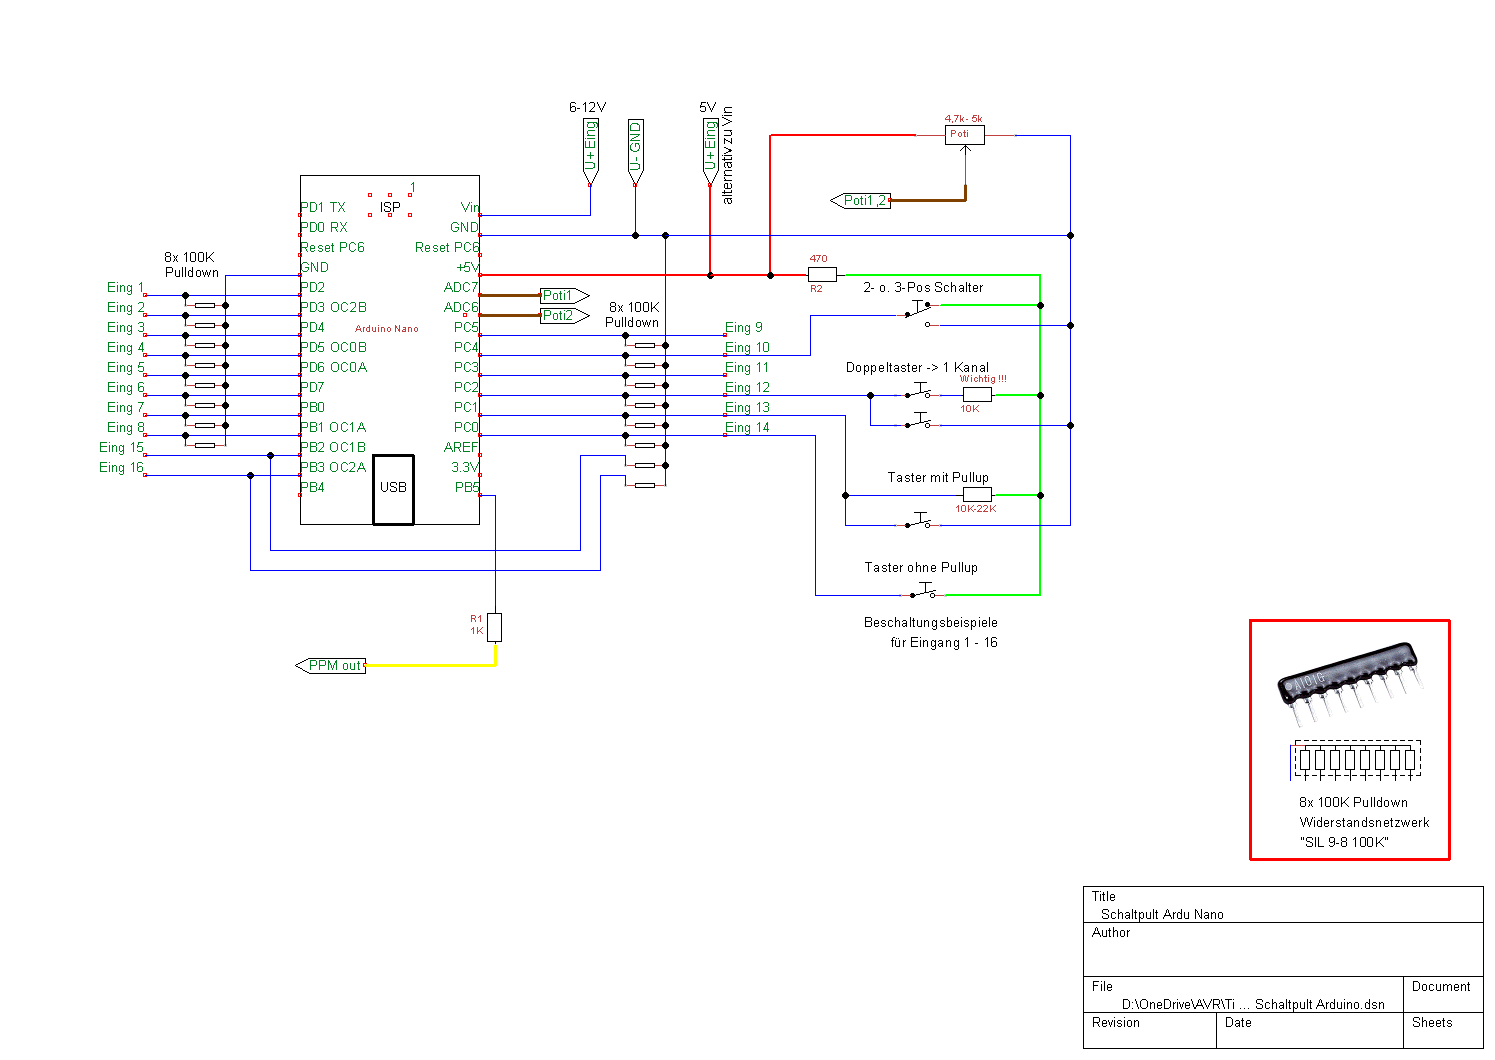 6-12V
U+ Eing
U- GND
5V
U+ Eing
alternativ zu Vin
4,7k- 5k
Poti
Poti1,2
1
ISP
PD1 TX
PD0 RX
Reset PC6
GND
PD2
PD3 OC2B
PD4
PD5 OC0B
PD6 OC0A
PD7
PB0
PB1 OC1A
PB2 OC1B
PB3 OC2A
PB4
Vin
GND
Reset PC6
+5V
ADC7
ADC6
PC5
PC4
PC3
PC2
PC1
PC0
AREF
3.3V
PB5
Arduino Nano
USB
8x 100K
Pulldown
Eing 1
Eing 2
Eing 3
Eing 4
Eing 5
Eing 6
Eing 7
Eing 8
Eing 15
Eing 16
Poti1
Poti2
8x 100K
Pulldown
Eing 9
Eing 10
Eing 11
Eing 12
Eing 13
Eing 14
470
R2
2- o. 3-Pos Schalter
Doppeltaster -> 1 Kanal
Wichtig !!!
10K
Taster mit Pullup
10K-22K
Taster ohne Pullup
Beschaltungsbeispiele
für Eingang 1 - 16
R1
1K
PPM out
A101G
8x 100K Pulldown
Widerstandsnetzwerk
"SIL 9-8 100K"
Title
Schaltpult Ardu Nano
Author
File
D:\OneDrive\AVR\Ti ... Schaltpult Arduino.dsn
Document
Revision
Date
Sheets